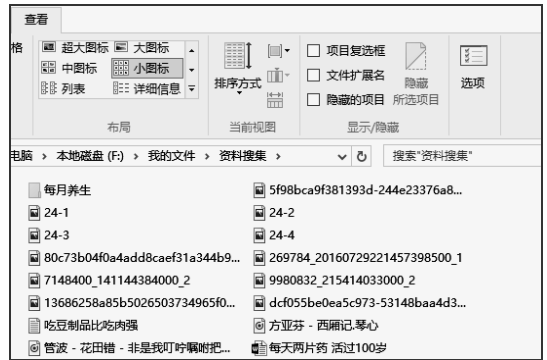 查看
格
超大图标 大图标
中图标 小图标
列表 详细信息
布局
排序方式
当前视图
项目复选框
文件扩展名
隐藏的项目
隐藏
所选项目
显示/隐藏
选项
电脑 > 本地磁盘 (F:) > 我的文件 > 资料搜集 >
搜索"资料搜集"
每月养生 5f98bca9f381393d-244e23376a8...
24-1 24-2
24-3 24-4
80c73b04f0a4add8caef31a344b9... 269784_20160729221457398500_1
7148400_141144384000_2 9980832_215414033000_2
13686258a85b5026503734965f0... dcf055be0ea5c973-53148baa4d3...
吃豆制品比吃肉强 方亚芬 - 西厢记.琴心
管波 - 花田错 - 非是我叮咛嘱咐把... 每天两片药 活过100岁